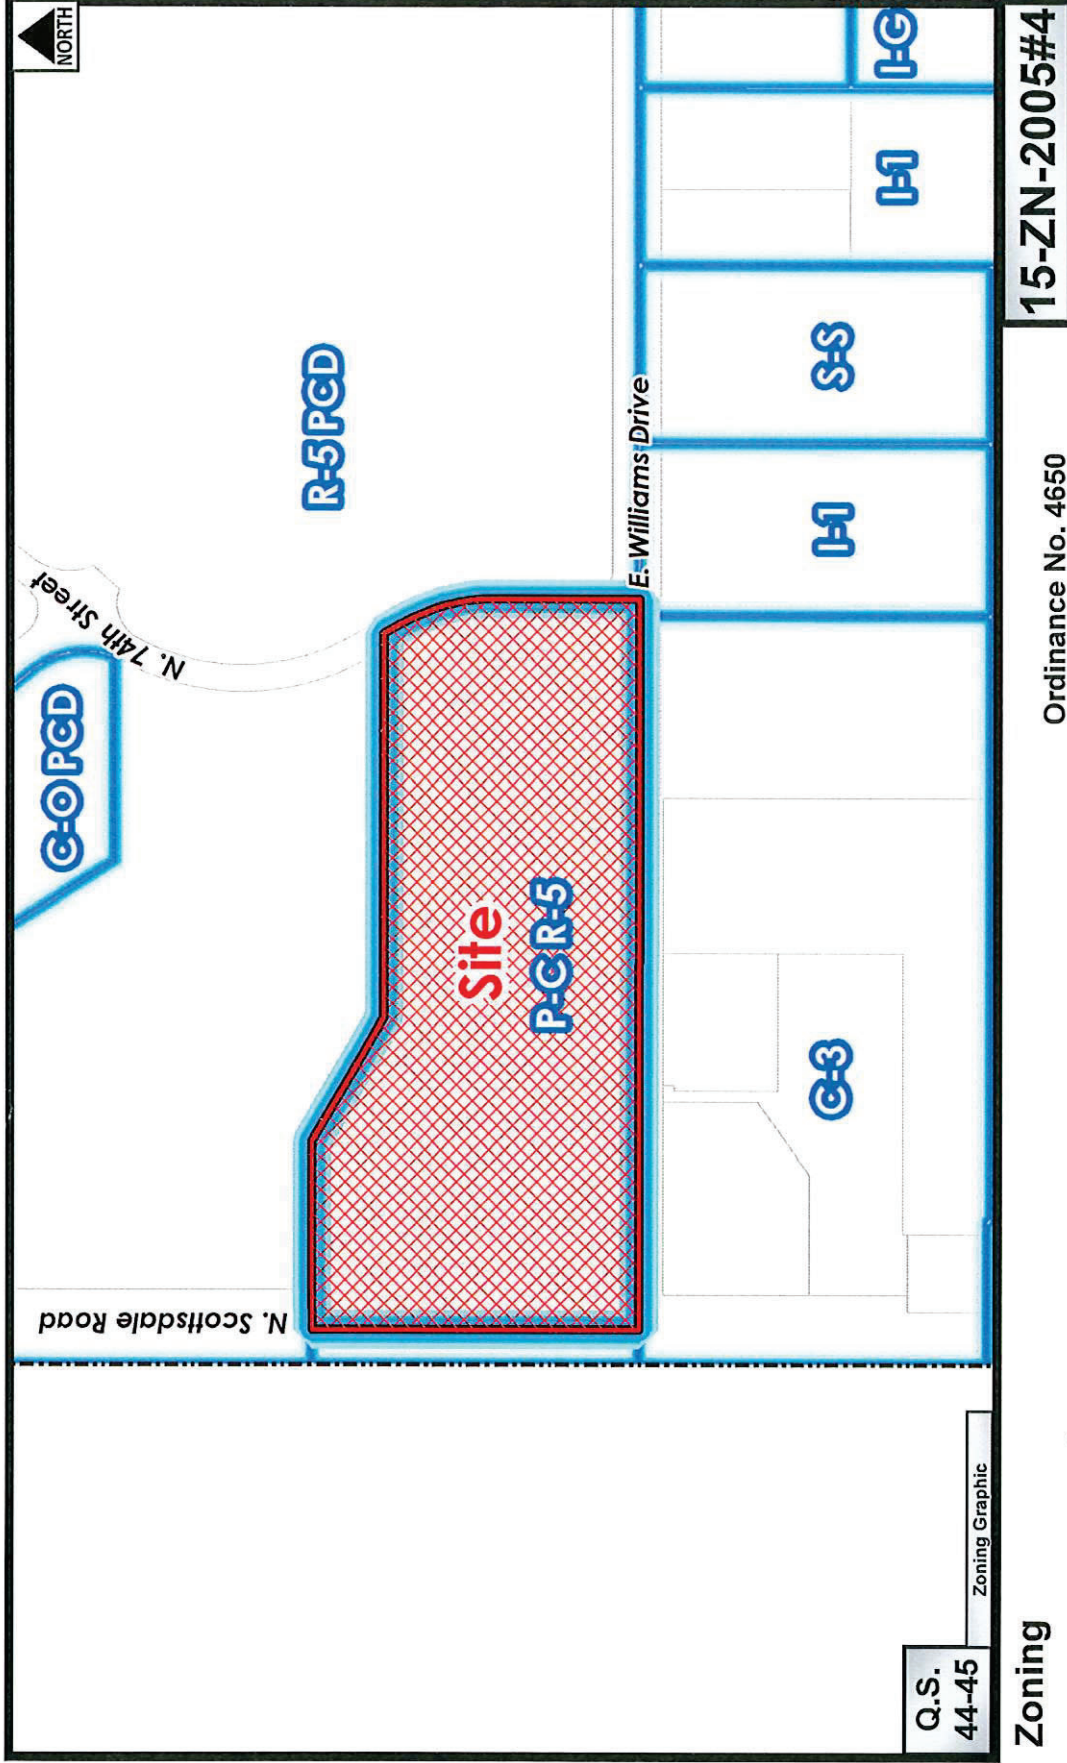 NORTH
C-O PCD
N. 74th Street
R-5 PCD
N. Scottsdale Road
Site
P-C R-5
E. Williams Drive
C-3
I-1
S-S
I-1
I-G
Q.S.
44-45
Zoning Graphic
Zoning
Ordinance No. 4650
15-ZN-2005#4